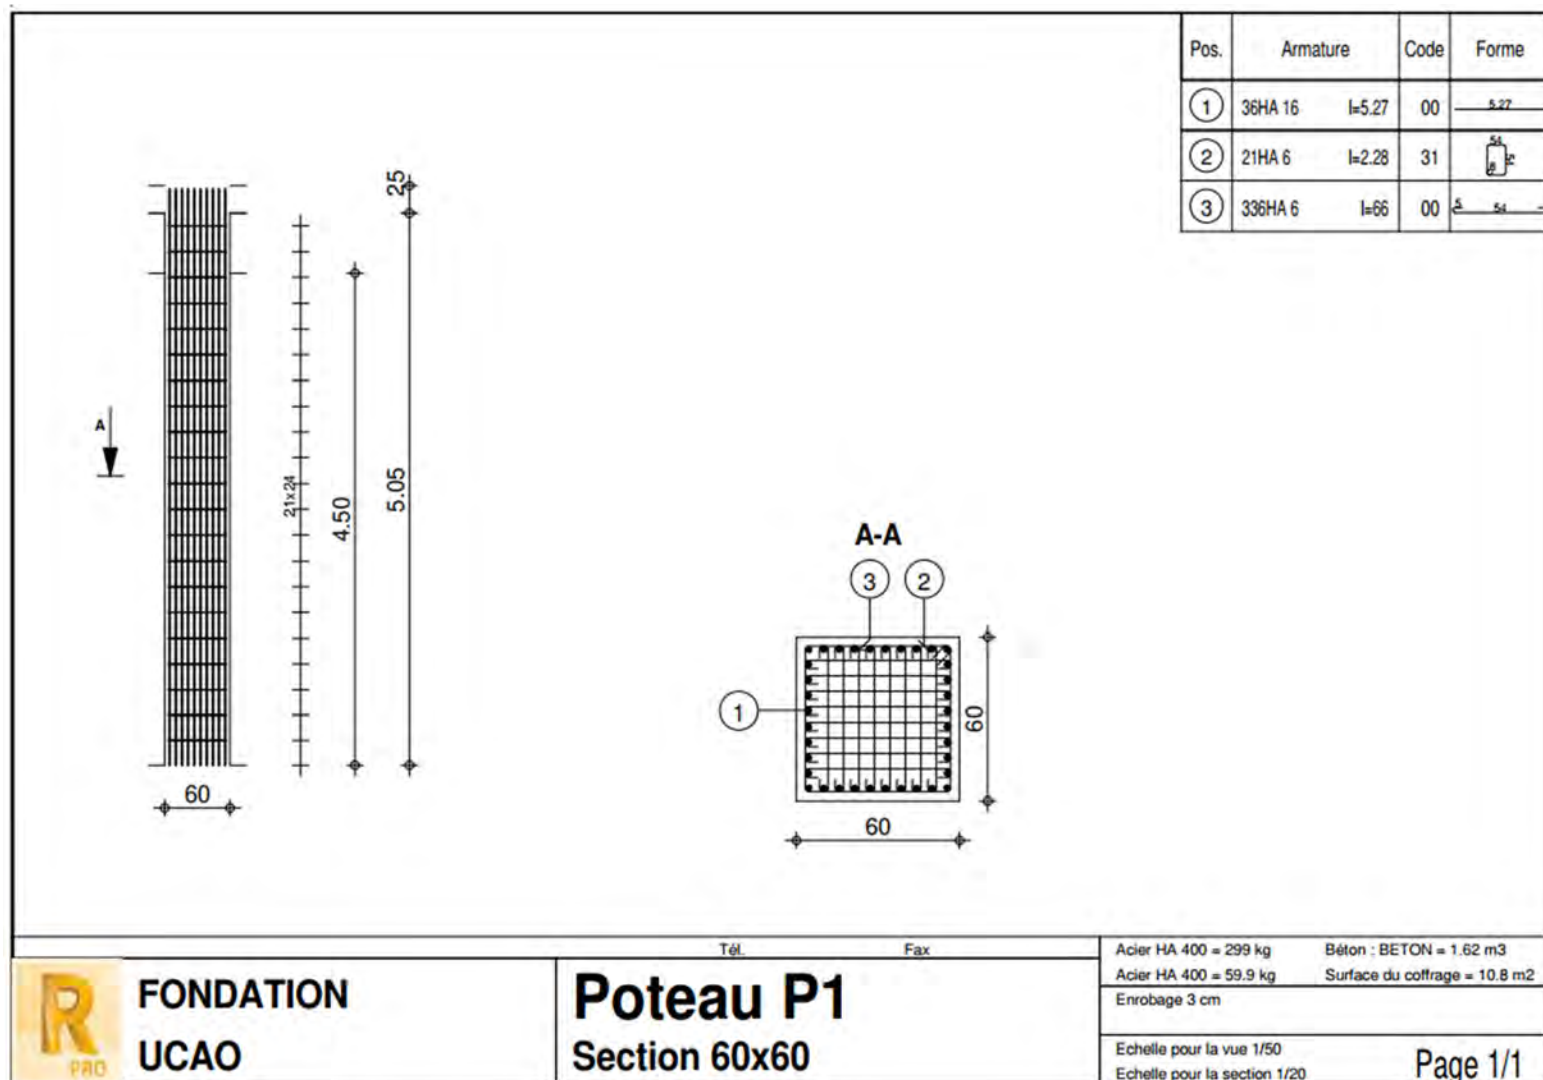 Pos. Armature Code Forme
1 36HA 16 l=5.27 00 5.27
2 21HA 6 l=2.28 31 54
3 336HA 6 l=66 00 5 54
25
A
21x24
4.50
5.05
60
A-A
3 2
1
60
60
Tél. Fax
Acier HA 400 = 299 kg Béton : BETON = 1.62 m3
Acier HA 400 = 59.9 kg Surface du coffrage = 10.8 m2
Enrobage 3 cm
Echelle pour la vue 1/50
Echelle pour la section 1/20
Page 1/1
R
PRO
FONDATION
UCAO
Poteau P1
Section 60x60